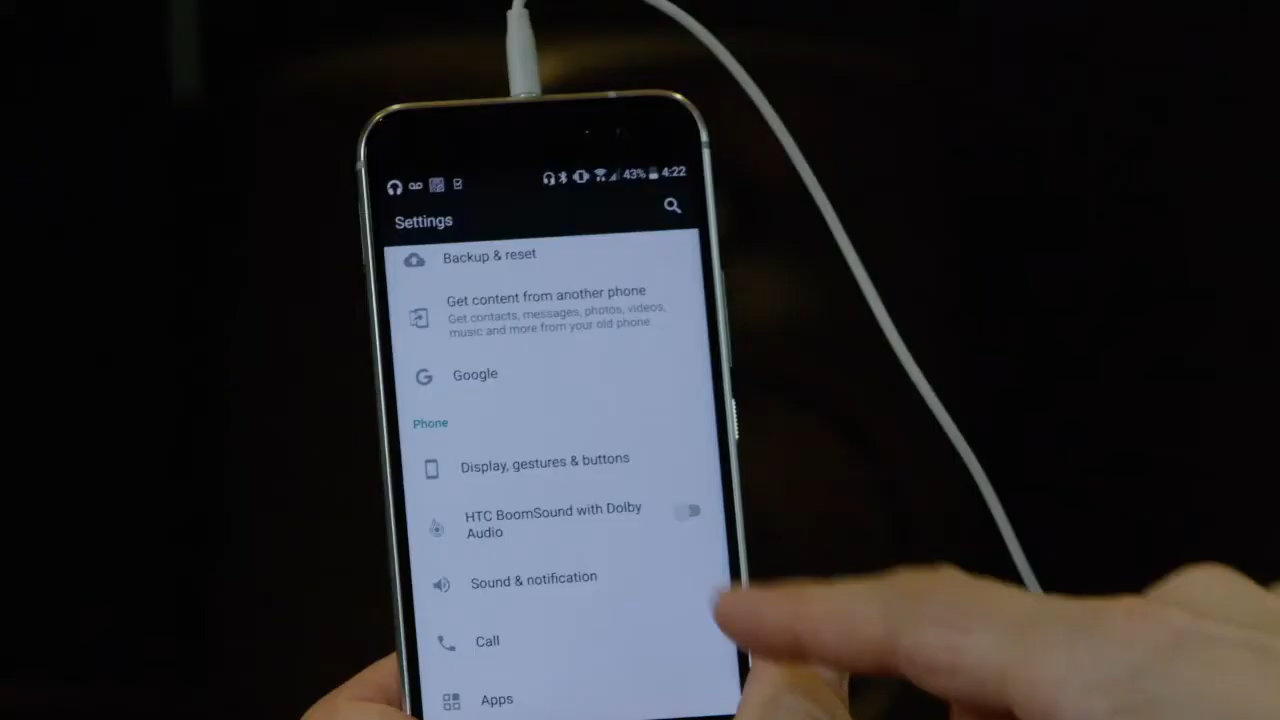 43% 4:22
Settings
Backup & reset
Get content from another phone
Get contacts, messages, photos, videos,
music and more from your old phone
Google
Phone
Display, gestures & buttons
HTC BoomSound with Dolby
Audio
Sound & notification
Call
Apps